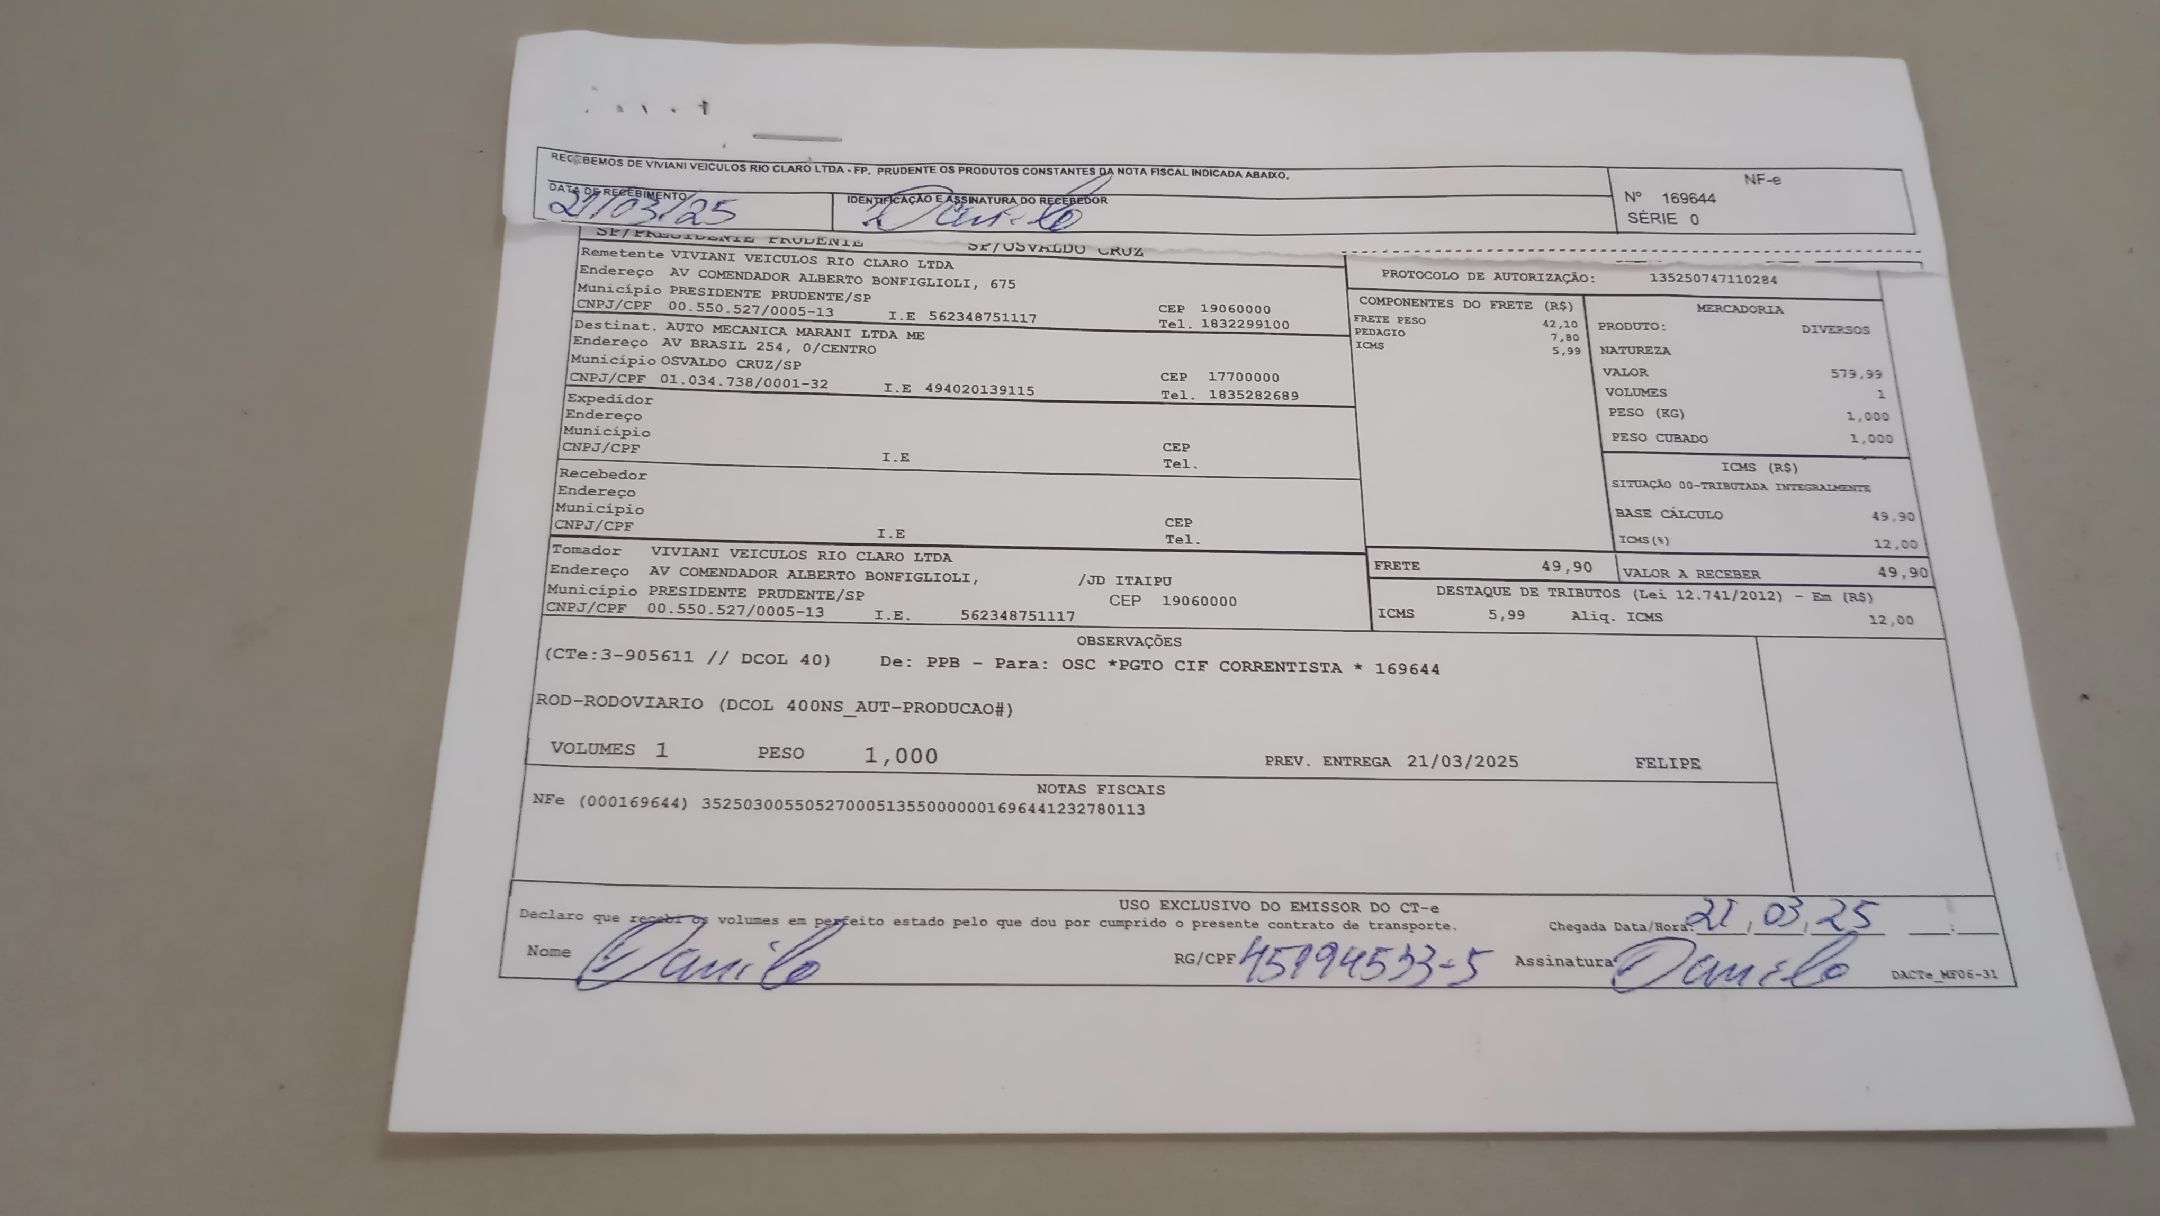 RECEBEMOS DE VIVIANI VEICULOS RIO CLARO LTDA - FP. PRUDENTE OS PRODUTOS CONSTANTES DA NOTA FISCAL INDICADA ABAIXO.
NF-e
Nº 169644
SÉRIE 0
DATA DE RECEBIMENTO
21/03/25
IDENTIFICAÇÃO E ASSINATURA DO RECEBEDOR
Danilo
SP/PRESIDENTE PRUDENTE SP/OSVALDO CRUZ
Remetente VIVIANI VEICULOS RIO CLARO LTDA
Endereço AV COMENDADOR ALBERTO BONFIGLIOLI, 675
Município PRESIDENTE PRUDENTE/SP CEP 19060000
CNPJ/CPF 00.550.527/0005-13 I.E 562348751117 Tel. 1832299100
Destinat. AUTO MECANICA MARANI LTDA ME
Endereço AV BRASIL 254, 0/CENTRO
Município OSVALDO CRUZ/SP CEP 17700000
CNPJ/CPF 01.034.738/0001-32 I.E 494020139115 Tel. 1835282689
Expedidor
Endereço
Município CEP
CNPJ/CPF I.E Tel.
Recebedor
Endereço
Município CEP
CNPJ/CPF I.E Tel.
Tomador VIVIANI VEICULOS RIO CLARO LTDA
Endereço AV COMENDADOR ALBERTO BONFIGLIOLI, /JD ITAIPU
Município PRESIDENTE PRUDENTE/SP CEP 19060000
CNPJ/CPF 00.550.527/0005-13 I.E. 562348751117
PROTOCOLO DE AUTORIZAÇÃO: 135250747110284
COMPONENTES DO FRETE (R$)
FRETE PESO 42,10
PEDAGIO 7,80
ICMS 5,99
MERCADORIA
PRODUTO: DIVERSOS
NATUREZA
VALOR 579,99
VOLUMES 1
PESO (KG) 1,000
PESO CUBADO 1,000
ICMS (R$)
SITUAÇÃO 00-TRIBUTADA INTEGRALMENTE
BASE CÁLCULO 49,90
ICMS(%) 12,00
FRETE 49,90 VALOR A RECEBER 49,90
DESTAQUE DE TRIBUTOS (Lei 12.741/2012) - Em (R$)
ICMS 5,99 Aliq. ICMS 12,00
OBSERVAÇÕES
(CTe:3-905611 // DCOL 40) De: PPB - Para: OSC *PGTO CIF CORRENTISTA * 169644
ROD-RODOVIARIO (DCOL 400NS_AUT-PRODUCAO#)
VOLUMES 1 PESO 1,000 PREV. ENTREGA 21/03/2025 FELIPE
NOTAS FISCAIS
NFe (000169644) 35250300550527000513550000001696441232780113
USO EXCLUSIVO DO EMISSOR DO CT-e
Declaro que recebi os volumes em perfeito estado pelo que dou por cumprido o presente contrato de transporte. Chegada Data/Hora: 21,03,25 __:__
Nome Danilo RG/CPF 45794533-5 Assinatura Danilo DACTe_MF06-31